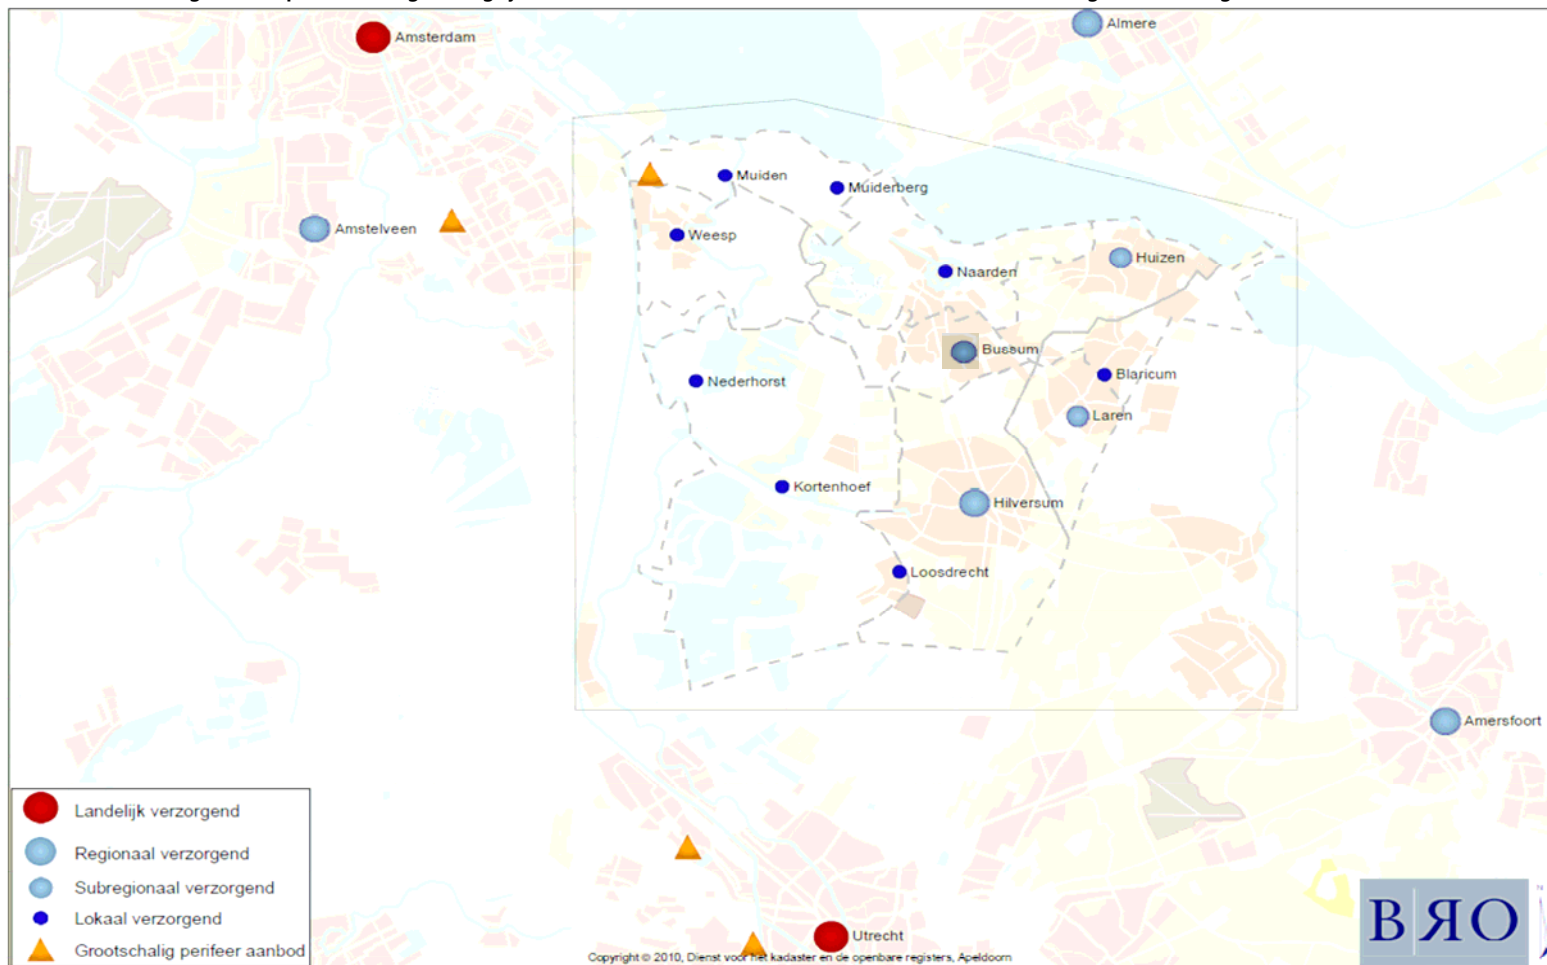 Amsterdam
Almere
Muiden
Muiderberg
Amstelveen
Weesp
Huizen
Naarden
Bussum
Nederhorst
Blaricum
Laren
Kortenhoef
Hilversum
Loosdrecht
Amersfoort
Landelijk verzorgend
Regionaal verzorgend
Subregionaal verzorgend
Lokaal verzorgend
Grootschalig perifeer aanbod
Utrecht
BRO
Copyright © 2010, Dienst voor het kadaster en de openbare registers, Apeldoorn